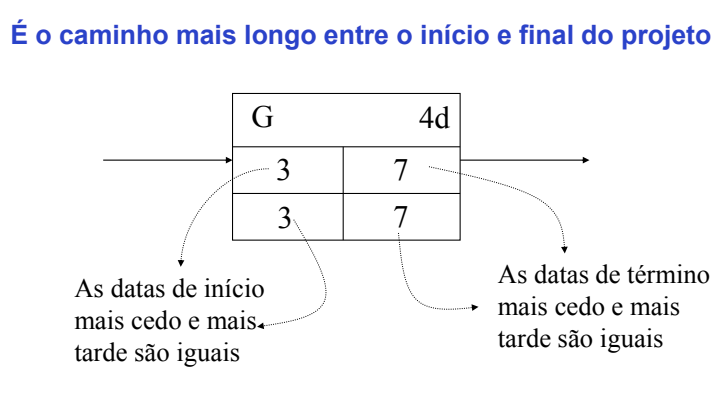 É o caminho mais longo entre o início e final do projeto
G 4d
3 7
3 7
As datas de início
mais cedo e mais
tarde são iguais
As datas de término
mais cedo e mais
tarde são iguais